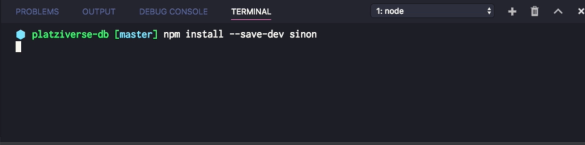 PROBLEMS OUTPUT DEBUG CONSOLE TERMINAL 1: node
platziverse-db [master] npm install --save-dev sinon